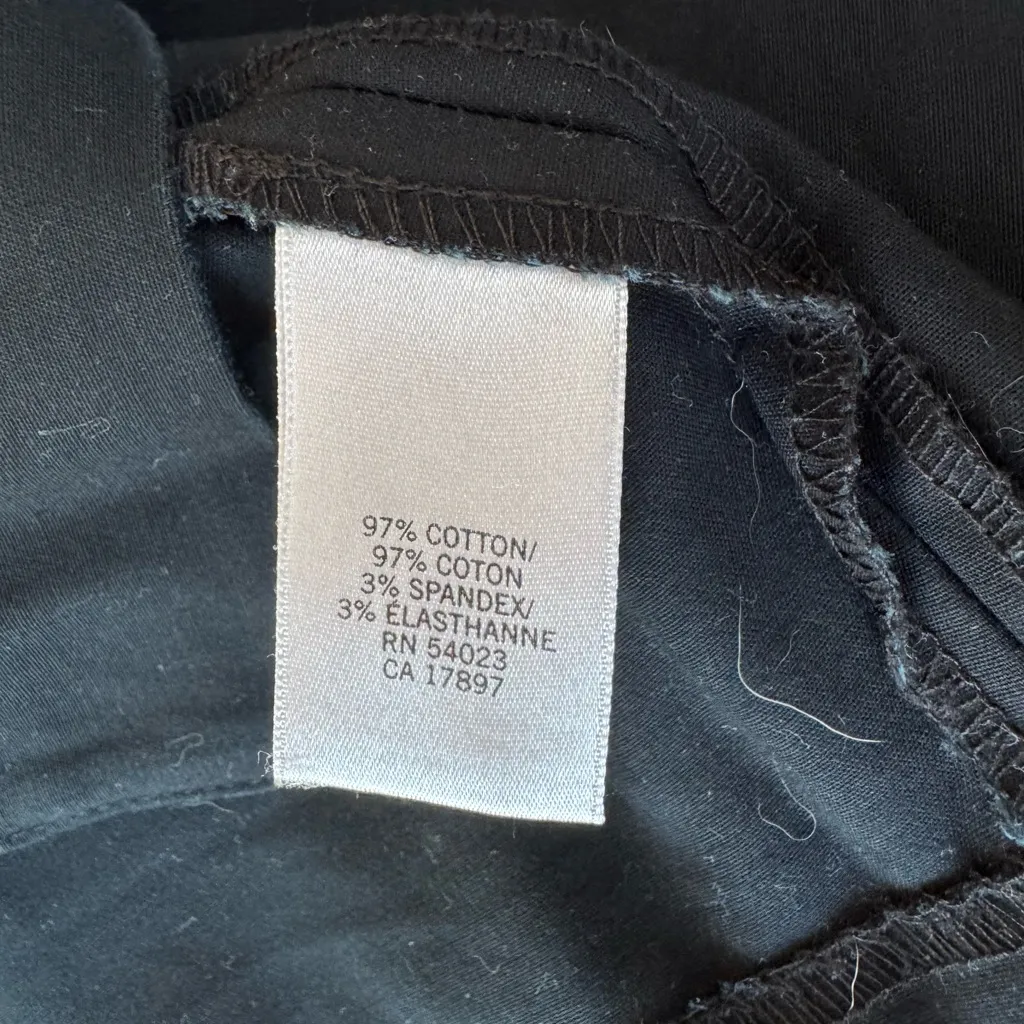 97% COTTON/
97% COTON
3% SPANDEX/
3% ÉLASTHANNE
RN 54023
CA 17897